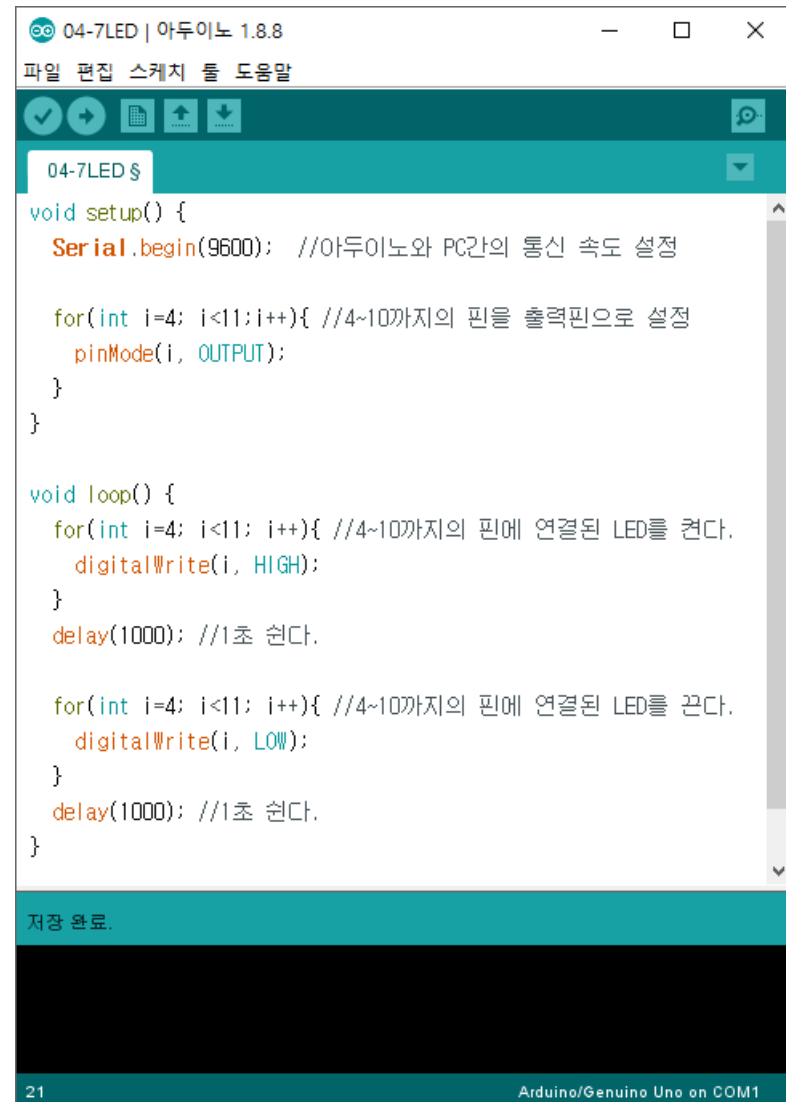 04-7LED | 아두이노 1.8.8
파일 편집 스케치 툴 도움말
04-7LED §
void setup() {
  Serial.begin(9600);  //아두이노와 PC간의 통신 속도 설정

  for(int i=4; i<11;i++){ //4~10까지의 핀을 출력핀으로 설정
    pinMode(i, OUTPUT);
  }
}

void loop() {
  for(int i=4; i<11; i++){ //4~10까지의 핀에 연결된 LED를 켠다.
    digitalWrite(i, HIGH);
  }
  delay(1000); //1초 쉰다.

  for(int i=4; i<11; i++){ //4~10까지의 핀에 연결된 LED를 끈다.
    digitalWrite(i, LOW);
  }
  delay(1000); //1초 쉰다.
}
저장 완료.
21 Arduino/Genuino Uno on COM1